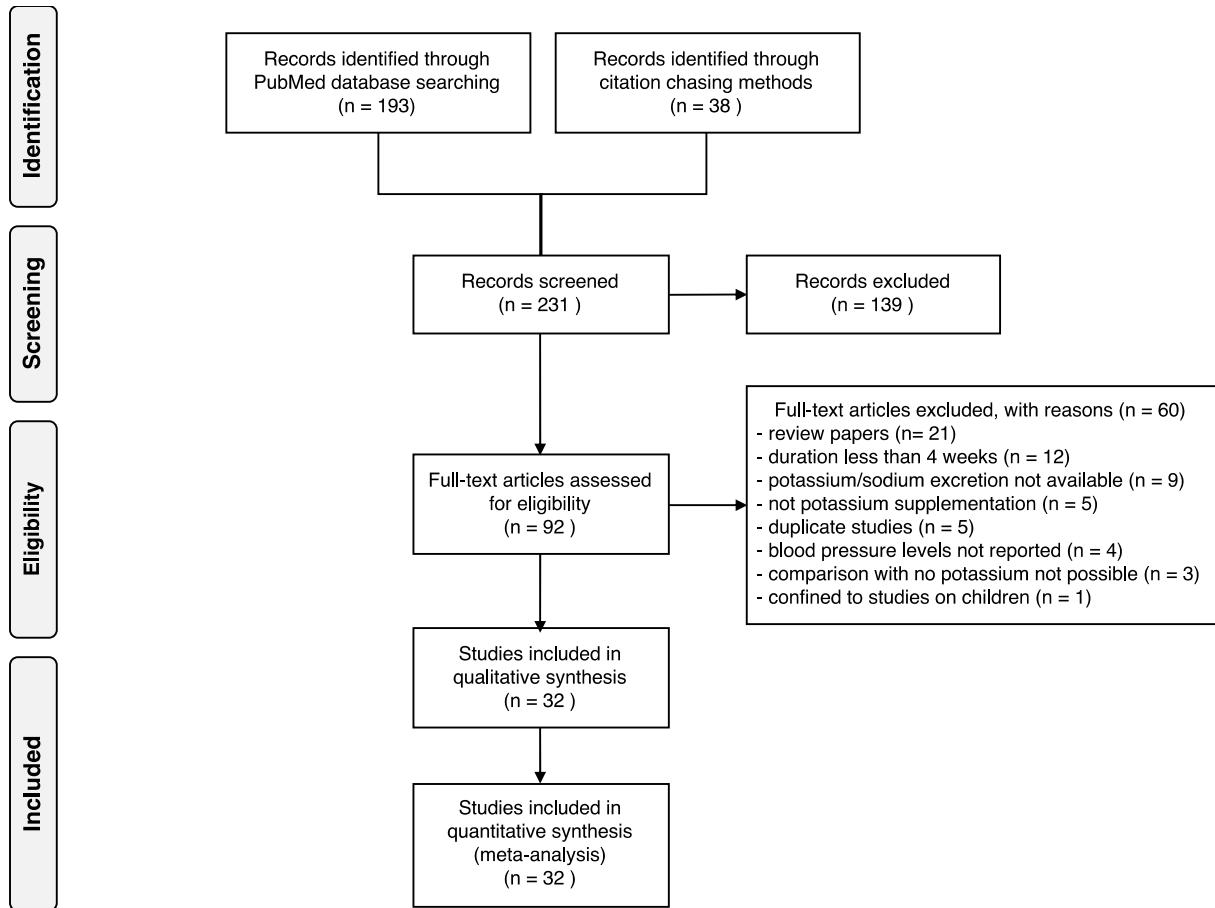 Identification
Records identified through
PubMed database searching
(n = 193)
Records identified through
citation chasing methods
(n = 38 )
Screening
Records screened
(n = 231 )
Records excluded
(n = 139 )
Eligibility
Full-text articles assessed
for eligibility
(n = 92 )
Full-text articles excluded, with reasons (n = 60)
- review papers (n= 21)
- duration less than 4 weeks (n = 12)
- potassium/sodium excretion not available (n = 9)
- not potassium supplementation (n = 5)
- duplicate studies (n = 5)
- blood pressure levels not reported (n = 4)
- comparison with no potassium not possible (n = 3)
- confined to studies on children (n = 1)
Included
Studies included in
qualitative synthesis
(n = 32 )
Studies included in
quantitative synthesis
(meta-analysis)
(n = 32 )